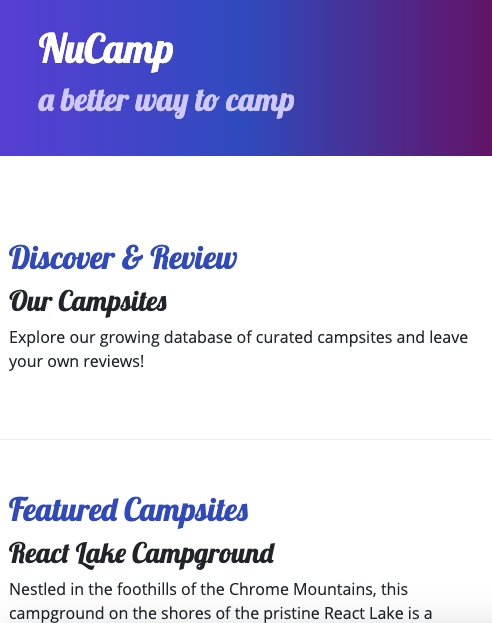 NuCamp
a better way to camp
Discover & Review
Our Campsites
Explore our growing database of curated campsites and leave
your own reviews!
Featured Campsites
React Lake Campground
Nestled in the foothills of the Chrome Mountains, this
campground on the shores of the pristine React Lake is a